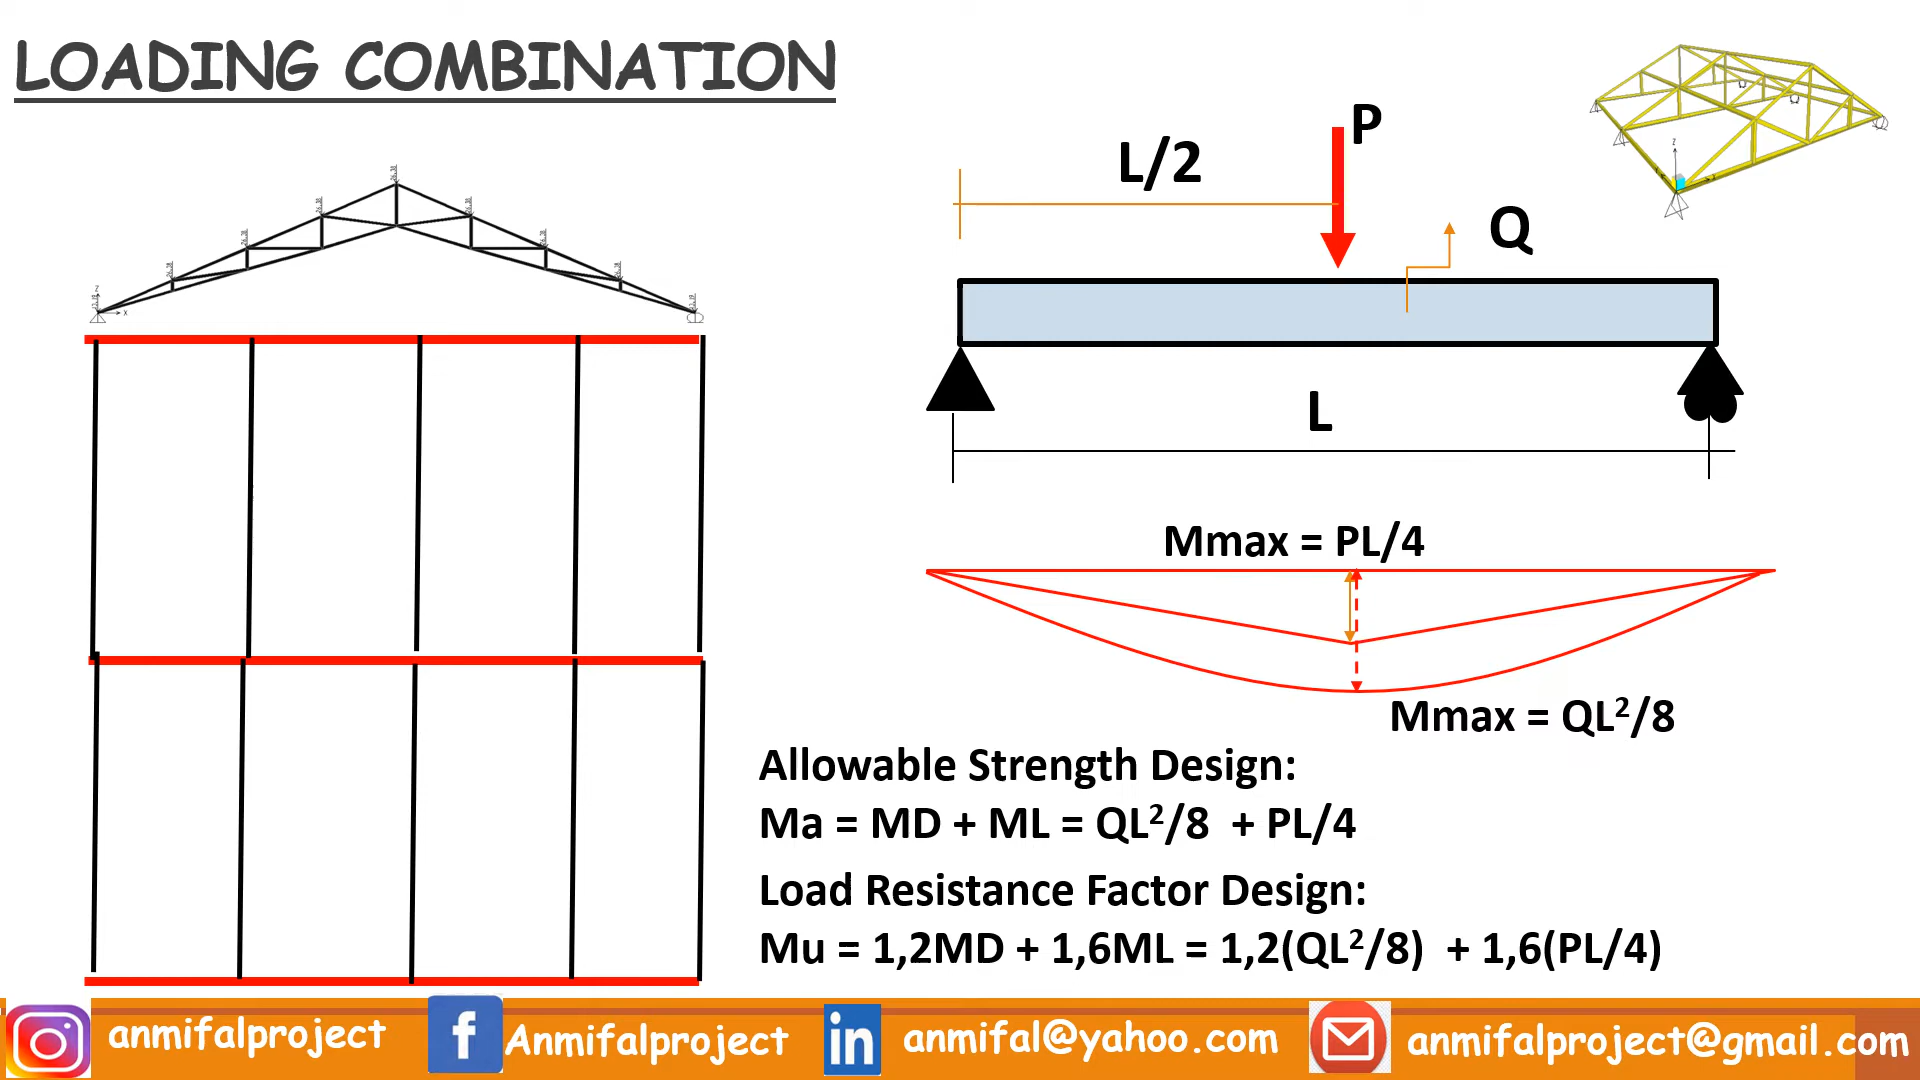 LOADING COMBINATION
P
L/2
Q
L
Z
X
Mmax = PL/4
Mmax = QL²/8
Allowable Strength Design:
Ma = MD + ML = QL²/8 + PL/4
Load Resistance Factor Design:
Mu = 1,2MD + 1,6ML = 1,2(QL²/8) + 1,6(PL/4)
anmifalproject
f Anmifalproject
in anmifal@yahoo.com
anmifalproject@gmail.com